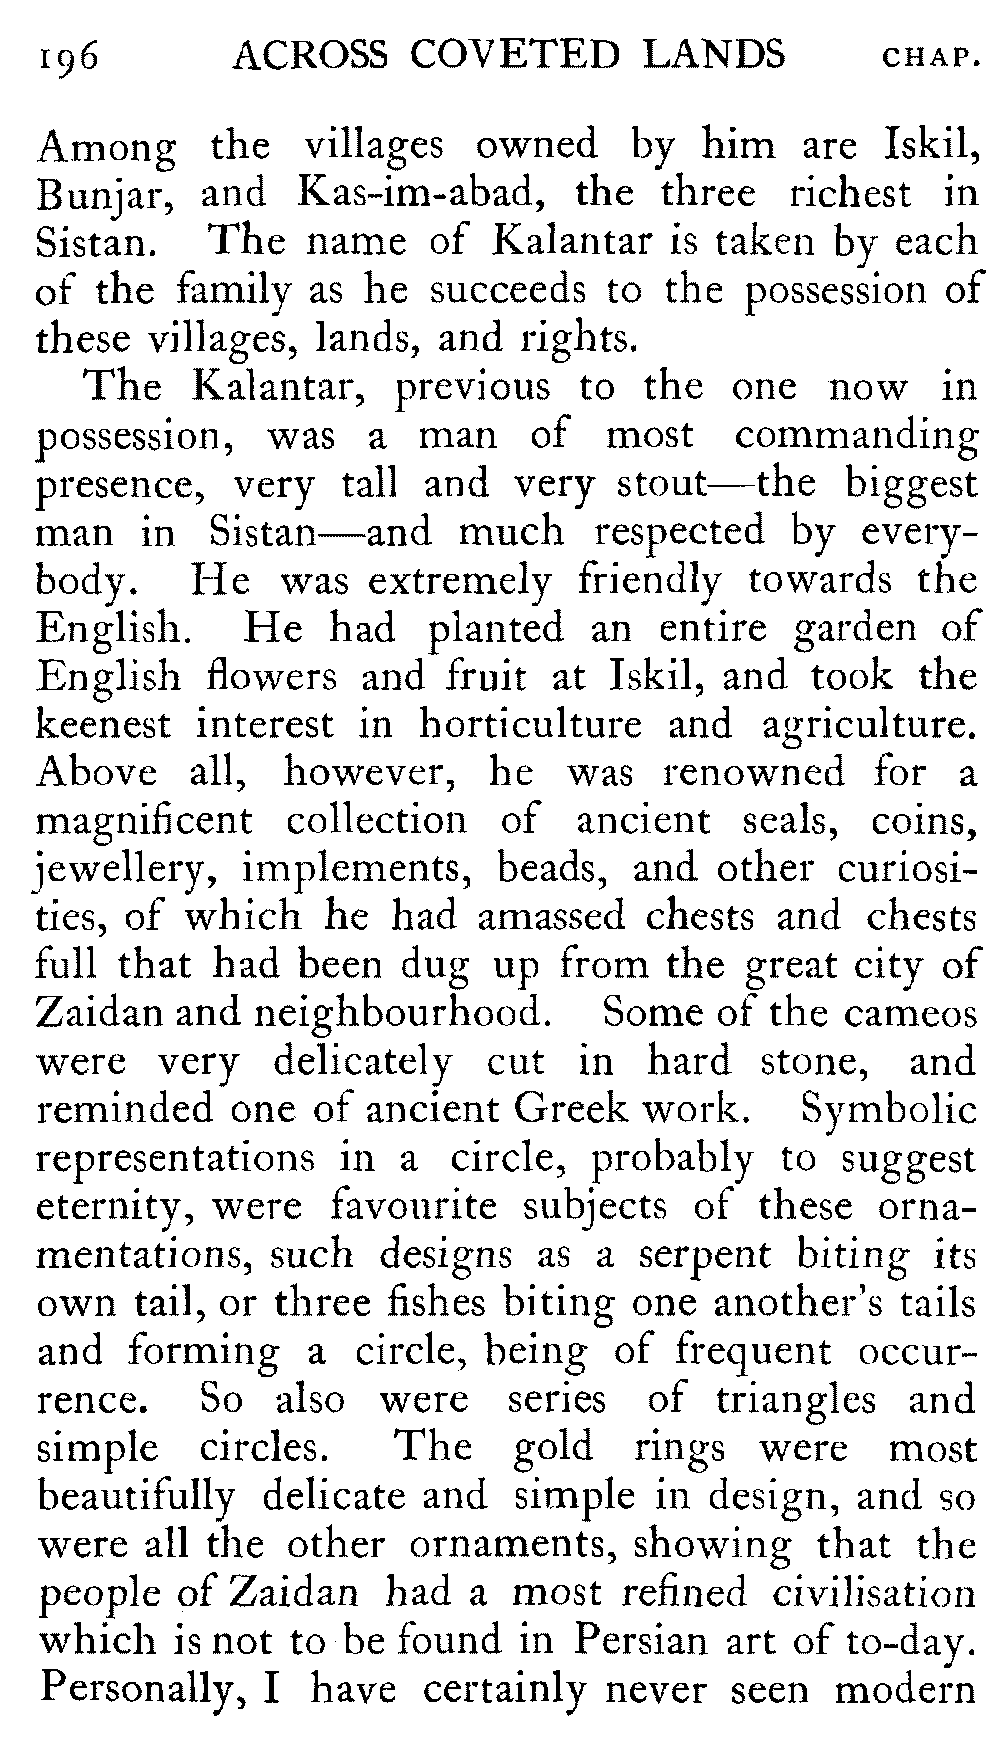 196 ACROSS COVETED LANDS CHAP.
Among the villages owned by him are Iskil,
Bunjar, and Kas-im-abad, the three richest in
Sistan. The name of Kalantar is taken by each
of the family as he succeeds to the possession of
these villages, lands, and rights.
The Kalantar, previous to the one now in
possession, was a man of most commanding
presence, very tall and very stout—the biggest
man in Sistan—and much respected by every-
body. He was extremely friendly towards the
English. He had planted an entire garden of
English flowers and fruit at Iskil, and took the
keenest interest in horticulture and agriculture.
Above all, however, he was renowned for a
magnificent collection of ancient seals, coins,
jewellery, implements, beads, and other curiosi-
ties, of which he had amassed chests and chests
full that had been dug up from the great city of
Zaidan and neighbourhood. Some of the cameos
were very delicately cut in hard stone, and
reminded one of ancient Greek work. Symbolic
representations in a circle, probably to suggest
eternity, were favourite subjects of these orna-
mentations, such designs as a serpent biting its
own tail, or three fishes biting one another's tails
and forming a circle, being of frequent occur-
rence. So also were series of triangles and
simple circles. The gold rings were most
beautifully delicate and simple in design, and so
were all the other ornaments, showing that the
people of Zaidan had a most refined civilisation
which is not to be found in Persian art of to-day.
Personally, I have certainly never seen modern